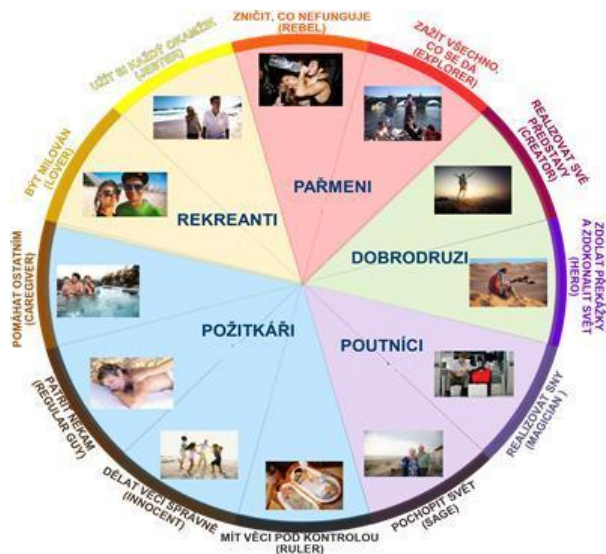 ZNIČIT, CO NEFUNGUJE
(REBEL)
ZAŽÍT VŠECHNO,
CO SE DÁ
(EXPLORER)
REALIZOVAT SVÉ
PŘEDSTAVY
(CREATOR)
ZDOLAT PŘEKÁŽKY
A ZDOKONALIT SVĚT
(HERO)
REALIZOVAT SNY
(MAGICIAN )
POCHOPIT SVĚT
(SAGE)
MÍT VĚCI POD KONTROLOU
(RULER)
DĚLAT VĚCI SPRÁVNĚ
(INNOCENT)
PATŘIT NĚKAM
(REGULAR GUY)
POMÁHAT OSTATNÍM
(CAREGIVER)
BÝT MILOVÁN
(LOVER)
UŽÍT SI KAŽDÝ OKAMŽIK
(JESTER)
PAŘMENI
REKREANTI
DOBRODRUZI
POŽITKÁŘI
POUTNÍCI